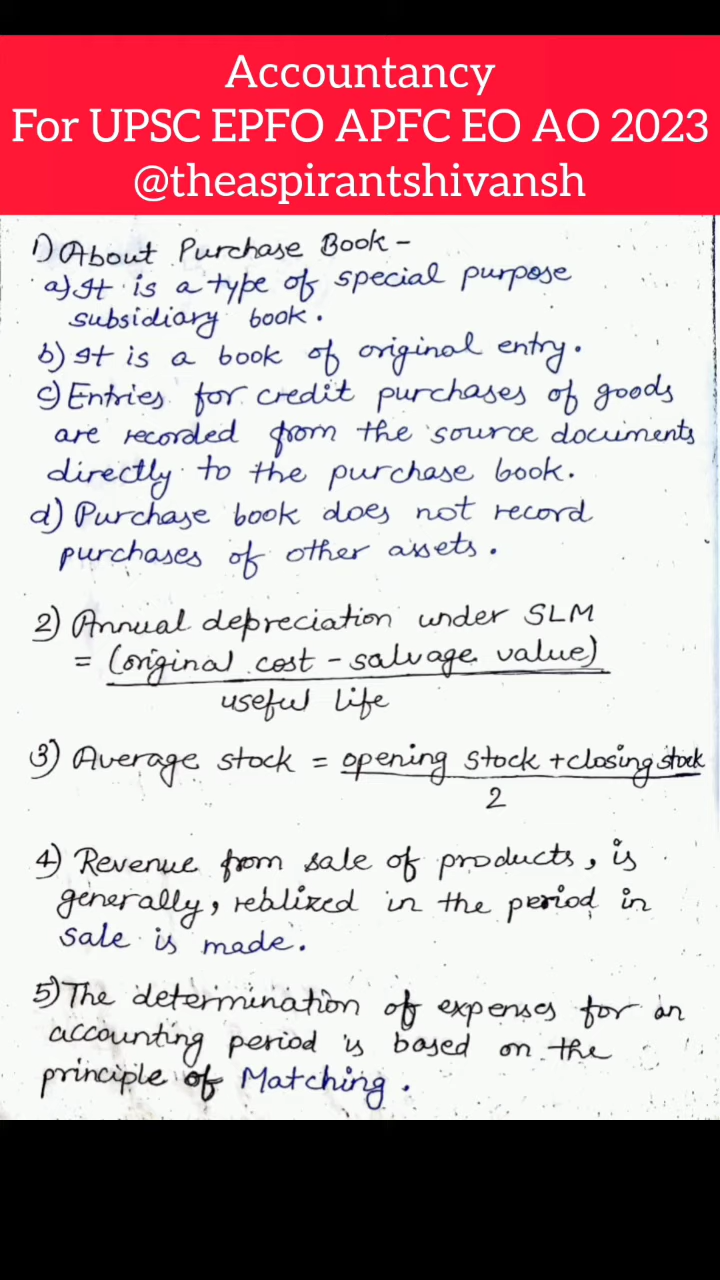 Accountancy
For UPSC EPFO APFC EO AO 2023
@theaspirantshivansh
1) About Purchase Book -
a) It is a type of special purpose
subsidiary book.
b) It is a book of original entry.
c) Entries for credit purchases of goods
are recorded from the source documents
directly to the purchase book.
d) Purchase book does not record
purchases of other assets.
2) Annual depreciation under SLM
= (original cost - salvage value)
useful life
3) Average stock = opening stock + closing stock
2
4) Revenue from sale of products, is
generally, realized in the period in
sale is made.
5) The determination of expenses for an
accounting period is based on the
principle of Matching.